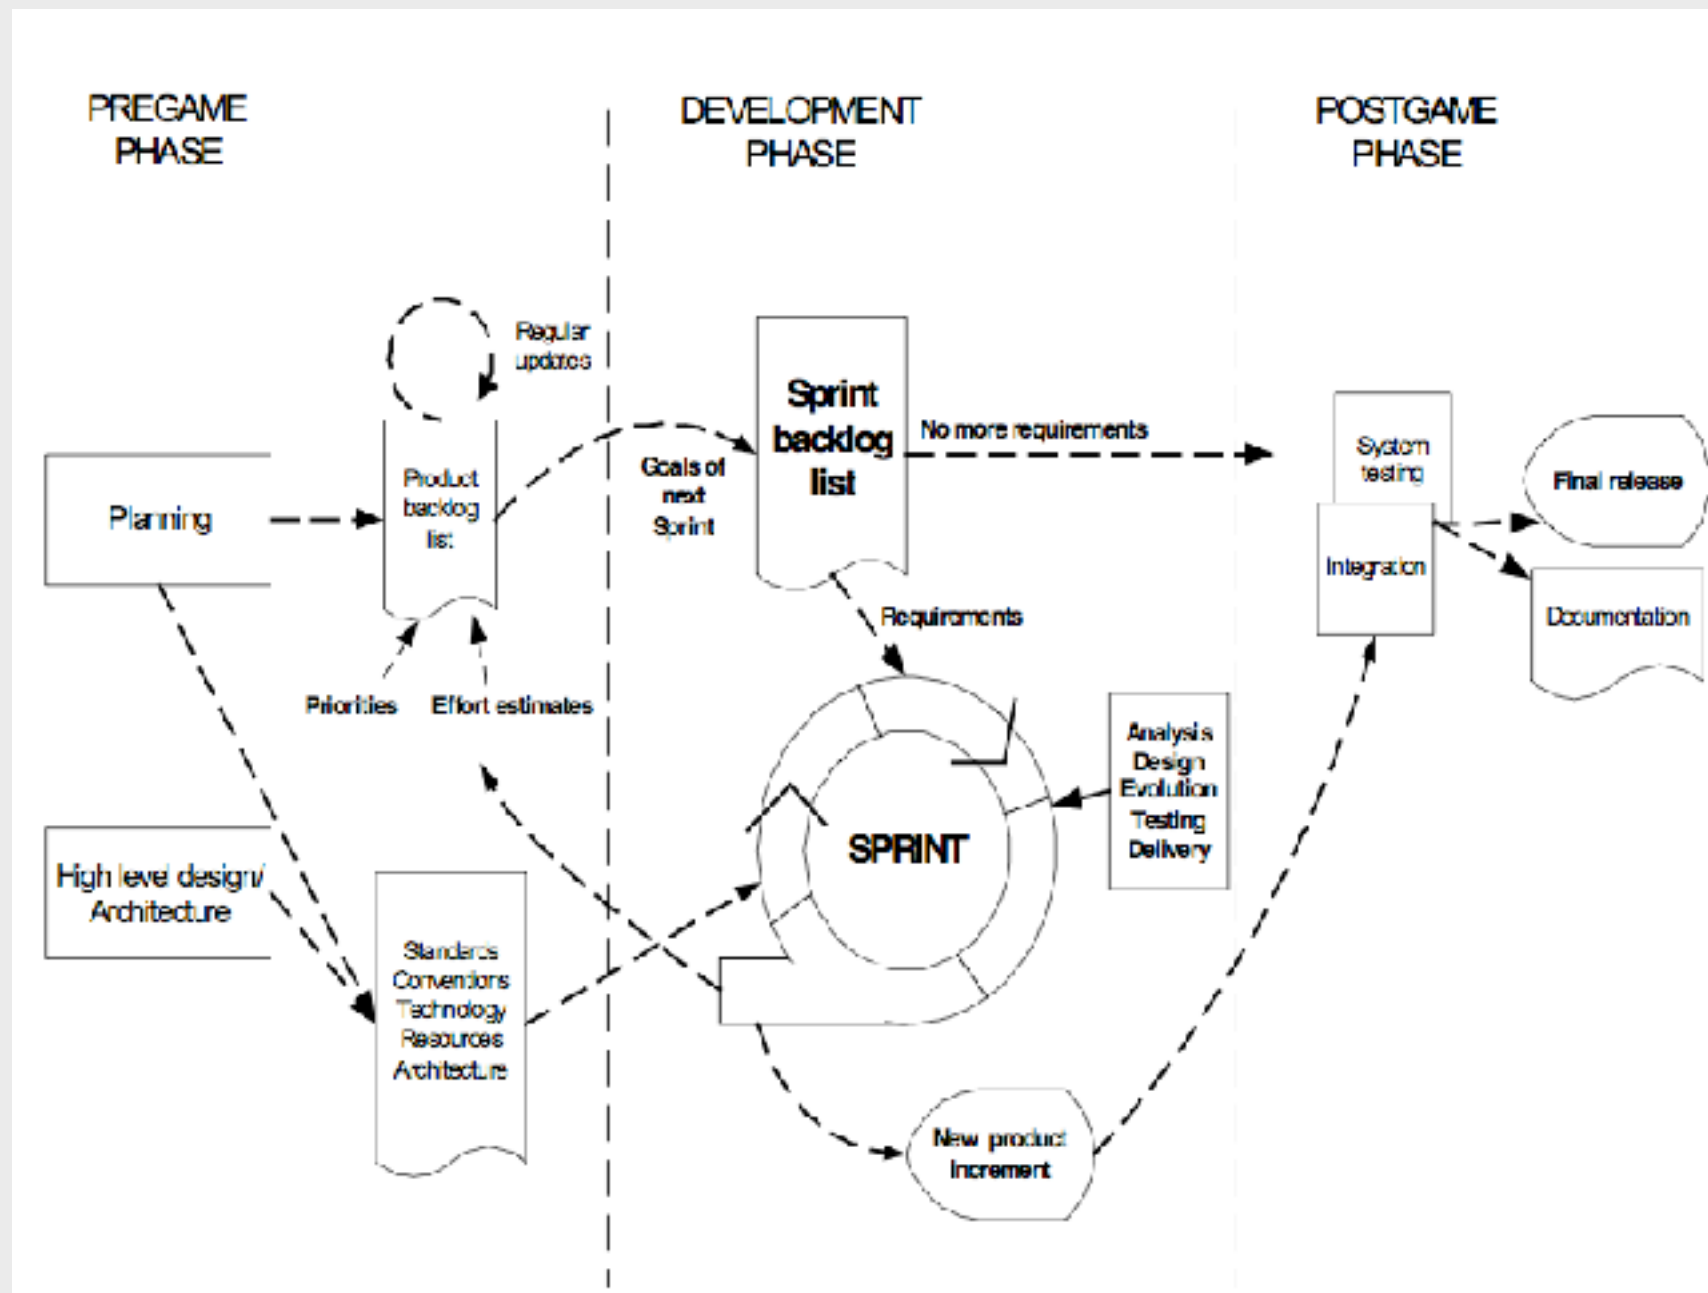 PREGAME
PHASE
DEVELOPMENT
PHASE
POSTGAME
PHASE
Regular
updates
Planning
Product
backlog
list
Priorities
Effort estimates
High level design/
Architecture
Standards
Conventions
Technology
Resources
Architecture
Goals of
next
Sprint
Sprint
backlog
list
No more requirements
Requirements
SPRINT
Analysis
Design
Evolution
Testing
Delivery
New product
increment
System
testing
Integration
Final release
Documentation